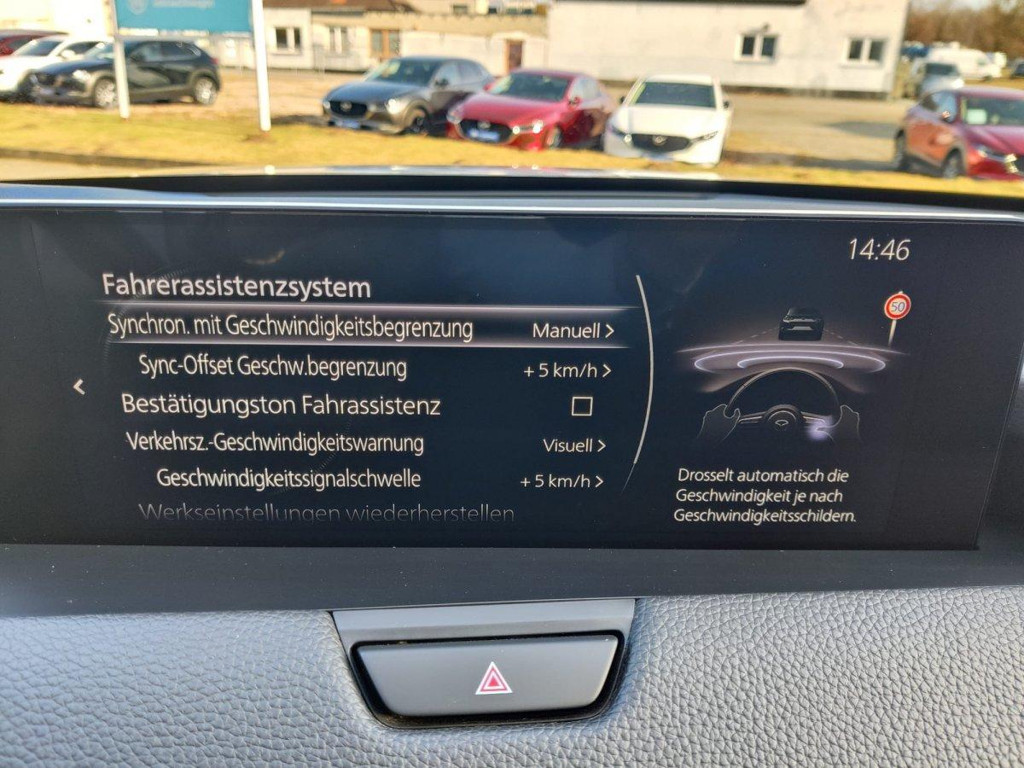 14:46
Fahrerassistenzsystem
Synchron. mit Geschwindigkeitsbegrenzung Manuell >
Sync-Offset Geschw.begrenzung + 5 km/h >
Bestätigungston Fahrassistenz
Verkehrsz.-Geschwindigkeitswarnung Visuell >
Geschwindigkeitssignalschwelle + 5 km/h >
Werkseinstellungen wiederherstellen
50
Drosselt automatisch die
Geschwindigkeit je nach
Geschwindigkeitsschildern.